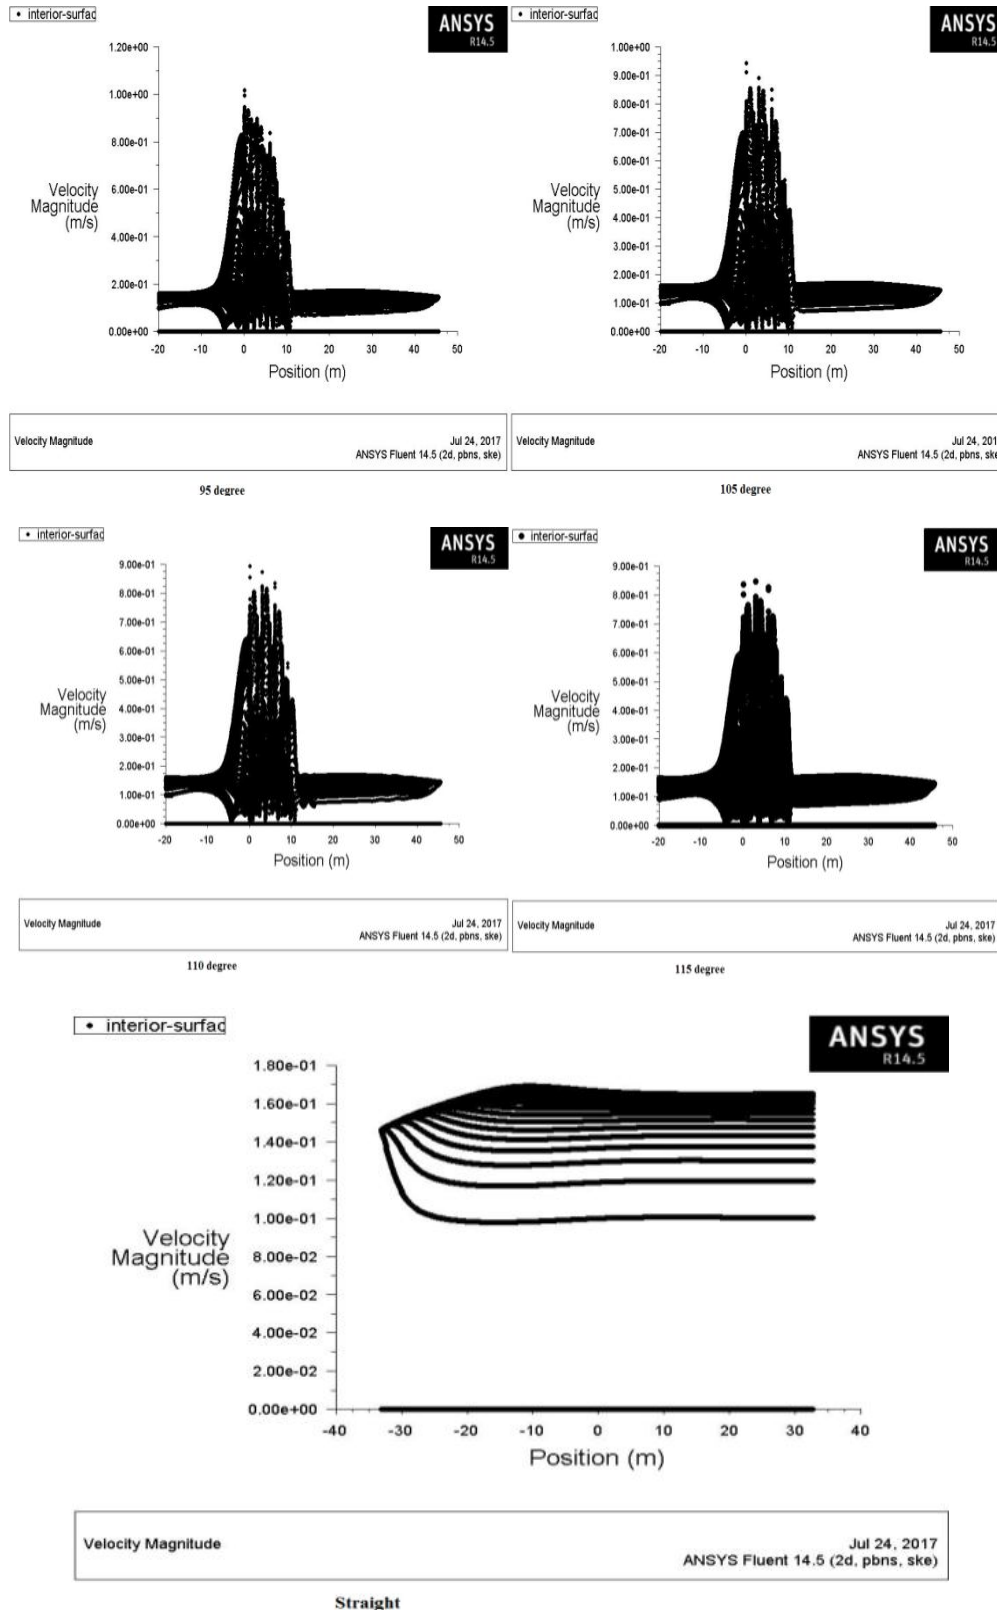 interior-surfac
ANSYS
R14.5
1.20e+00
1.00e+00
8.00e-01
6.00e-01
4.00e-01
2.00e-01
0.00e+00
Velocity
Magnitude
(m/s)
-20 -10 0 10 20 30 40 50
Position (m)
Velocity Magnitude
Jul 24, 2017
ANSYS Fluent 14.5 (2d, pbns, ske)
95 degree
interior-surfac
ANSYS
R14.5
1.00e+00
9.00e-01
8.00e-01
7.00e-01
6.00e-01
5.00e-01
4.00e-01
3.00e-01
2.00e-01
1.00e-01
0.00e+00
Velocity
Magnitude
(m/s)
-20 -10 0 10 20 30 40 50
Position (m)
Velocity Magnitude
Jul 24, 201
ANSYS Fluent 14.5 (2d, pbns, ske
105 degree
interior-surfac
ANSYS
R14.5
9.00e-01
8.00e-01
7.00e-01
6.00e-01
5.00e-01
4.00e-01
3.00e-01
2.00e-01
1.00e-01
0.00e+00
Velocity
Magnitude
(m/s)
-20 -10 0 10 20 30 40 50
Position (m)
Velocity Magnitude
Jul 24, 2017
ANSYS Fluent 14.5 (2d, pbns, ske)
110 degree
interior-surfac
ANSYS
R14.5
9.00e-01
8.00e-01
7.00e-01
6.00e-01
5.00e-01
4.00e-01
3.00e-01
2.00e-01
1.00e-01
0.00e+00
Velocity
Magnitude
(m/s)
-20 -10 0 10 20 30 40 50
Position (m)
Velocity Magnitude
Jul 24, 2017
ANSYS Fluent 14.5 (2d, pbns, ske)
115 degree
interior-surfac
ANSYS
R14.5
1.80e-01
1.60e-01
1.40e-01
1.20e-01
1.00e-01
8.00e-02
6.00e-02
4.00e-02
2.00e-02
0.00e+00
Velocity
Magnitude
(m/s)
-40 -30 -20 -10 0 10 20 30 40
Position (m)
Velocity Magnitude
Jul 24, 2017
ANSYS Fluent 14.5 (2d, pbns, ske)
Straight